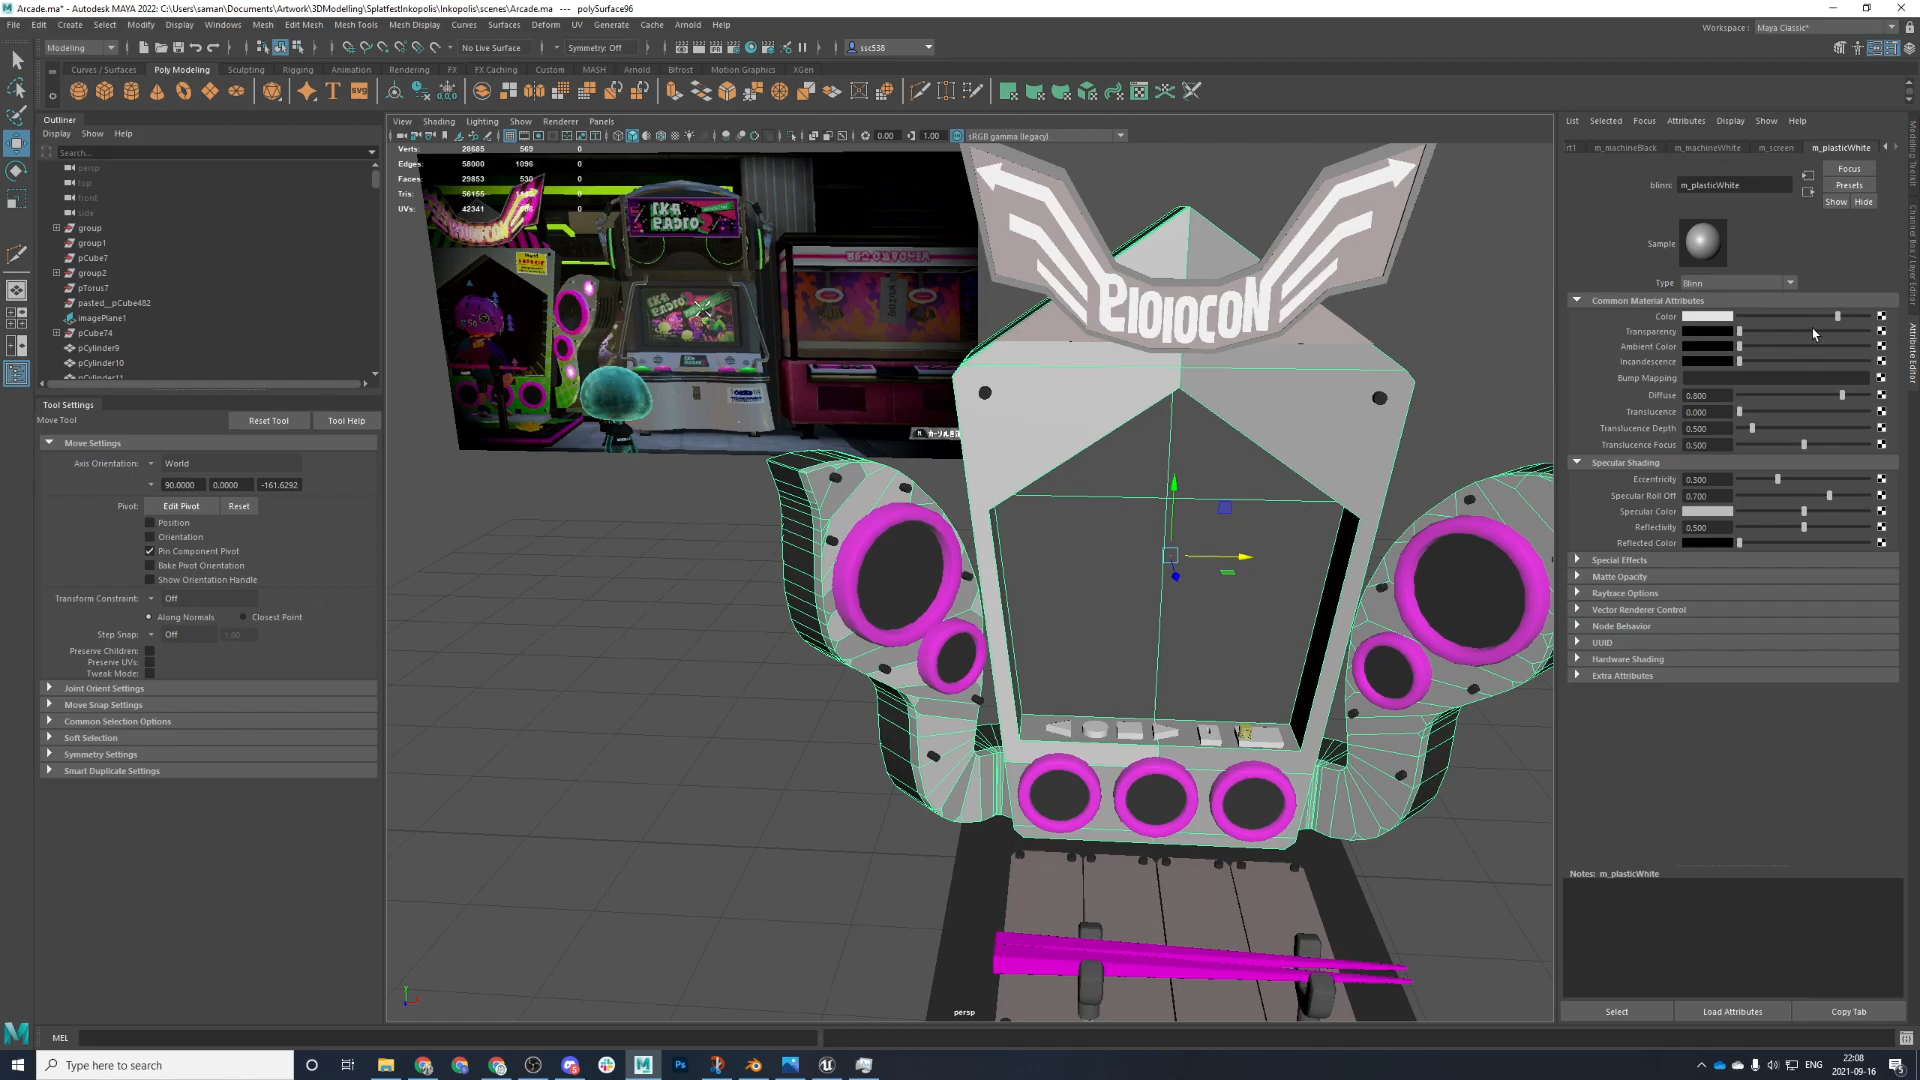 Arcade.ma* - Autodesk MAYA 2022: C:\Users\saman\Documents\Artwork\3DModelling\SplatfestInkopolis\Inkopolis\scenes\Arcade.ma --- polySurface96
File Edit Create Select Modify Display Windows Mesh Edit Mesh Mesh Tools Mesh Display Curves Surfaces Deform UV Generate Cache Arnold Help
Workspace: Maya Classic*
Modeling
No Live Surface
Symmetry: Off
ssc538
Curves / Surfaces Poly Modeling Sculpting Rigging Animation Rendering FX FX Caching Custom MASH Arnold Bifrost Motion Graphics XGen
Outliner
Display Show Help
Search...
persp
top
front
side
group
group1
pCube7
group2
pTorus7
pasted__pCube482
imagePlane1
pCube74
pCylinder9
pCylinder10
pCylinder11
Tool Settings
Move Tool
Reset Tool
Tool Help
Move Settings
Axis Orientation: World
90.0000 0.0000 -161.6292
Pivot: Edit Pivot Reset
Position
Orientation
Pin Component Pivot
Bake Pivot Orientation
Show Orientation Handle
Transform Constraint: Off
Along Normals Closest Point
Step Snap: Off 1.00
Preserve Children:
Preserve UVs:
Tweak Mode:
Joint Orient Settings
Move Snap Settings
Common Selection Options
Soft Selection
Symmetry Settings
Smart Duplicate Settings
View Shading Lighting Show Renderer Panels
0.00 1.00 sRGB gamma (legacy)
Verts: 28685 569 0
Edges: 58000 1096 0
Faces: 29853 530 0
Tris: 56155 0
UVs: 42341 0
persp
List Selected Focus Attributes Display Show Help
rt1 m_machineBlack m_machineWhite m_screen m_plasticWhite
blinn: m_plasticWhite
Focus
Presets
Show Hide
Sample
Type Blinn
Common Material Attributes
Color
Transparency
Ambient Color
Incandescence
Bump Mapping
Diffuse 0.800
Translucence 0.000
Translucence Depth 0.500
Translucence Focus 0.500
Specular Shading
Eccentricity 0.300
Specular Roll Off 0.700
Specular Color
Reflectivity 0.500
Reflected Color
Special Effects
Matte Opacity
Raytrace Options
Vector Renderer Control
Node Behavior
UUID
Hardware Shading
Extra Attributes
Notes: m_plasticWhite
Select
Load Attributes
Copy Tab
Modeling Toolkit
Channel Box / Layer Editor
Attribute Editor
MEL
Type here to search
ENG
22:08
2021-09-16